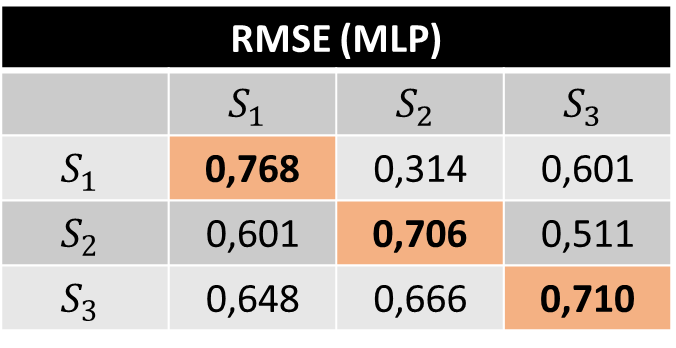 RMSE (MLP)
S₁ S₂ S₃
S₁ 0,768 0,314 0,601
S₂ 0,601 0,706 0,511
S₃ 0,648 0,666 0,710